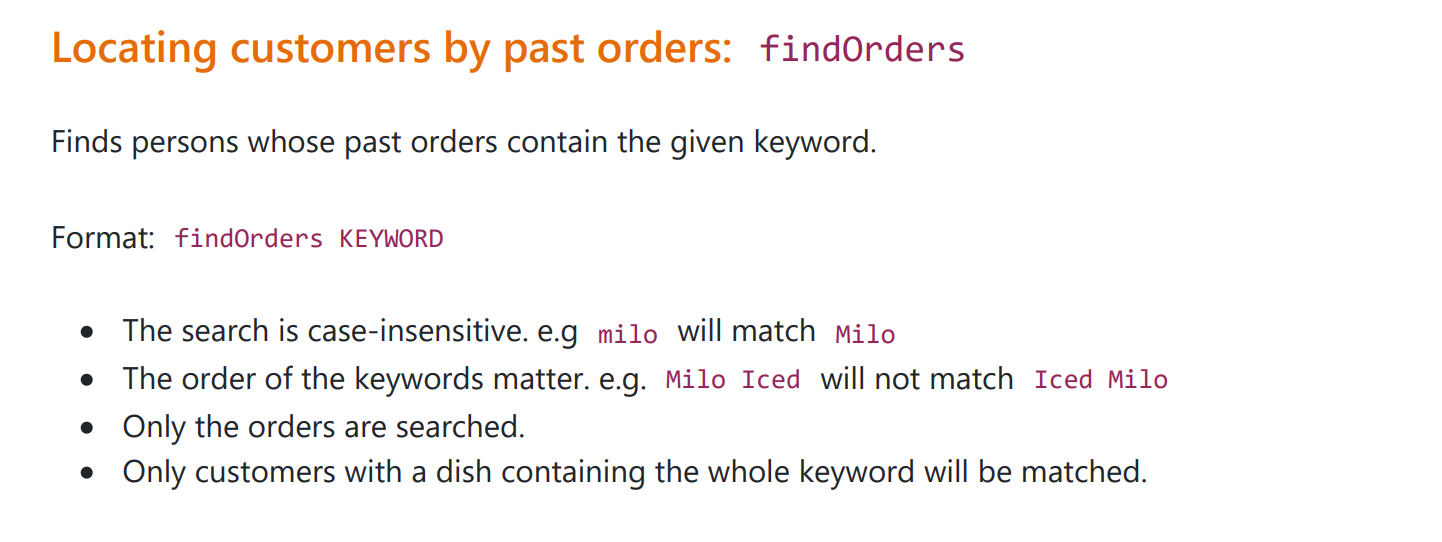 Locating customers by past orders: findOrders
Finds persons whose past orders contain the given keyword.
Format: findOrders KEYWORD
• The search is case-insensitive. e.g milo will match Milo
• The order of the keywords matter. e.g. Milo Iced will not match Iced Milo
• Only the orders are searched.
• Only customers with a dish containing the whole keyword will be matched.